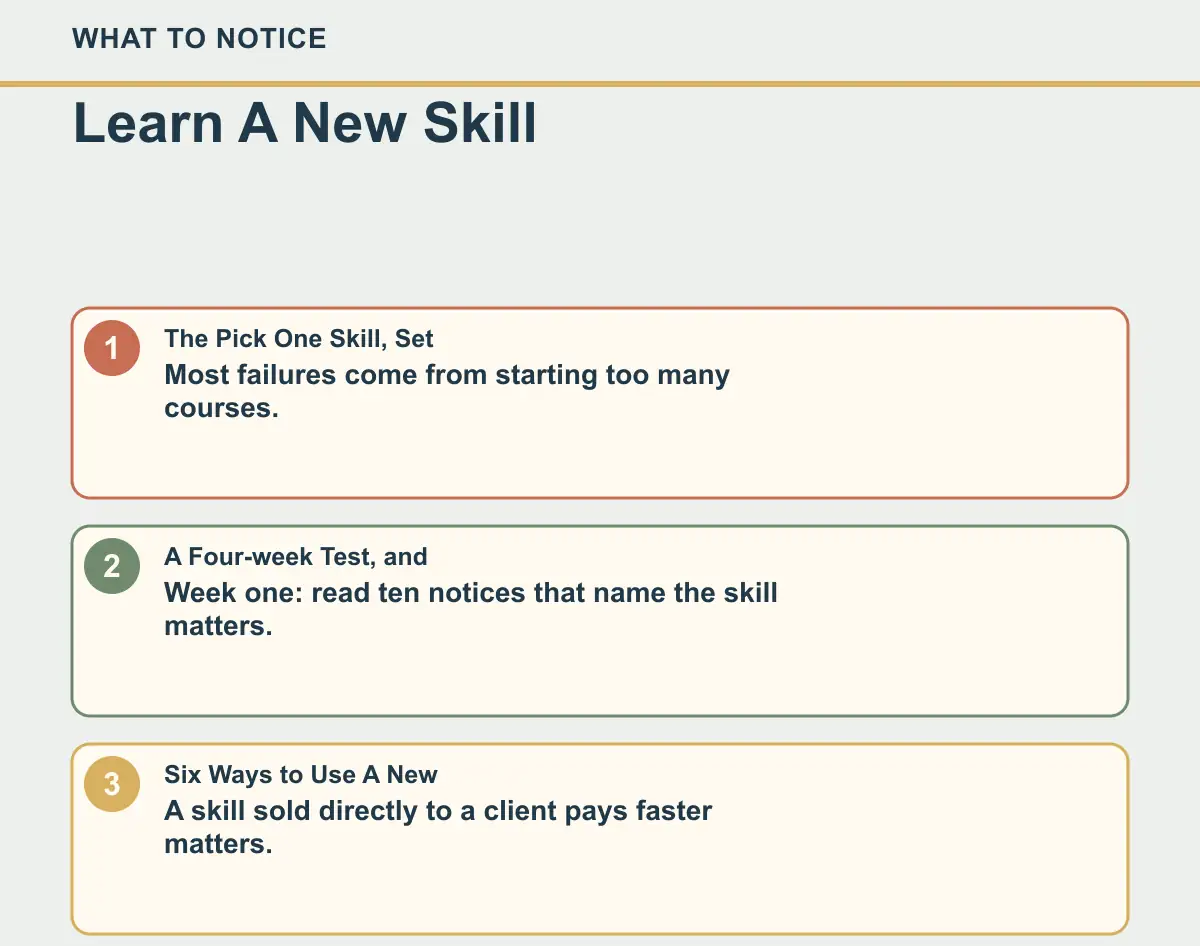 WHAT TO NOTICE
Learn A New Skill
1
The Pick One Skill, Set
Most failures come from starting too many
courses.
2
A Four-week Test, and
Week one: read ten notices that name the skill
matters.
3
Six Ways to Use A New
A skill sold directly to a client pays faster
matters.